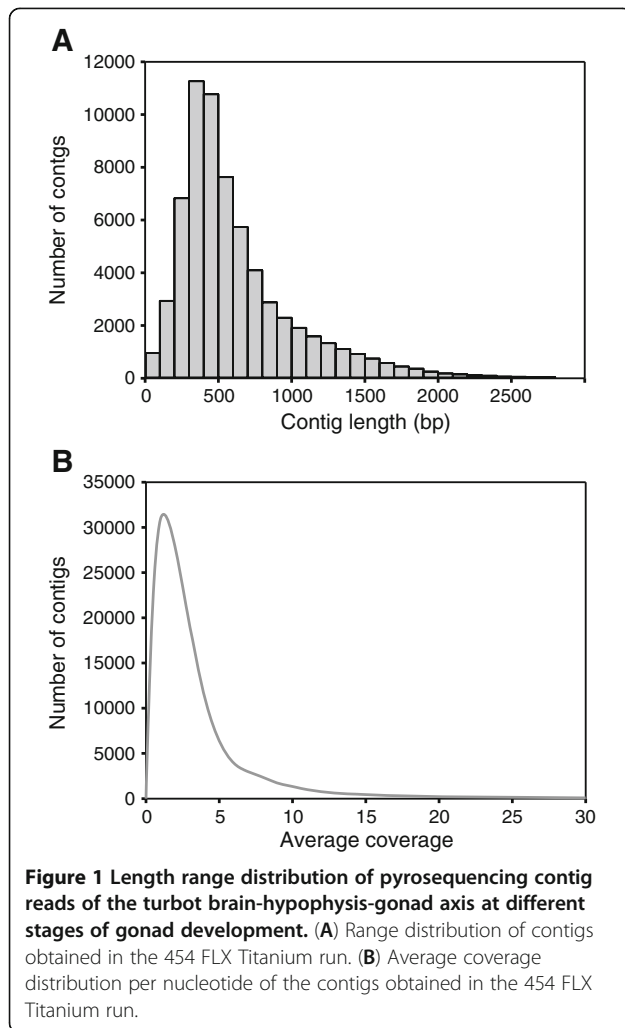 A
12000
10000
8000
6000
4000
2000
0
Number of contgs
0 500 1000 1500 2000 2500
Contig length (bp)
B
35000
30000
25000
20000
15000
10000
5000
0
Number of contigs
0 5 10 15 20 25 30
Average coverage
Figure 1 Length range distribution of pyrosequencing contig
reads of the turbot brain-hypophysis-gonad axis at different
stages of gonad development. (A) Range distribution of contigs
obtained in the 454 FLX Titanium run. (B) Average coverage
distribution per nucleotide of the contigs obtained in the 454 FLX
Titanium run.